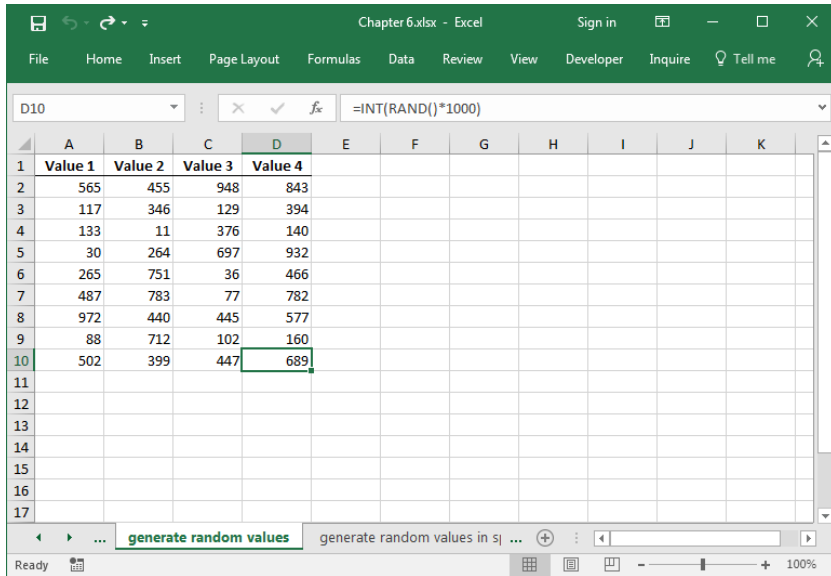 Chapter 6.xlsx - Excel Sign in
File Home Insert Page Layout Formulas Data Review View Developer Inquire Tell me
D10 fx =INT(RAND()*1000)
A B C D E F G H I J K
1 Value 1 Value 2 Value 3 Value 4
2 565 455 948 843
3 117 346 129 394
4 133 11 376 140
5 30 264 697 932
6 265 751 36 466
7 487 783 77 782
8 972 440 445 577
9 88 712 102 160
10 502 399 447 689
11
12
13
14
15
16
17
... generate random values generate random values in sp ...
Ready 100%